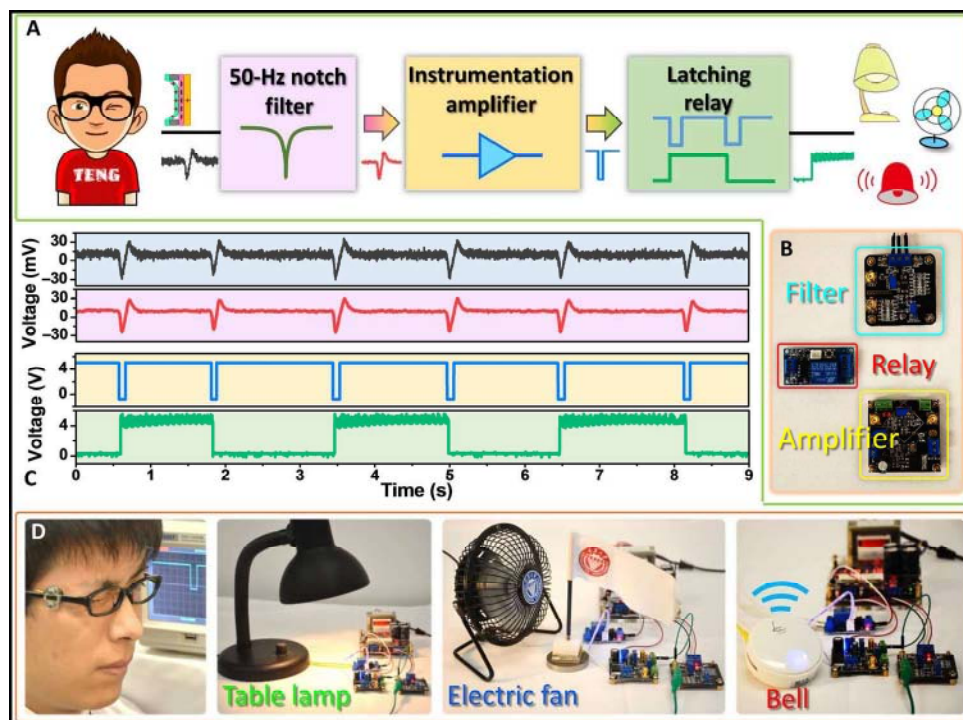 A
50-Hz notch
filter
Instrumentation
amplifier
Latching
relay
TENG
B
Filter
Relay
Amplifier
Voltage (mV)
30
0
−30
30
0
−30
Voltage (V)
4
0
4
0
0 1 2 3 4 5 6 7 8 9
C
Time (s)
D
Table lamp
Electric fan
Bell